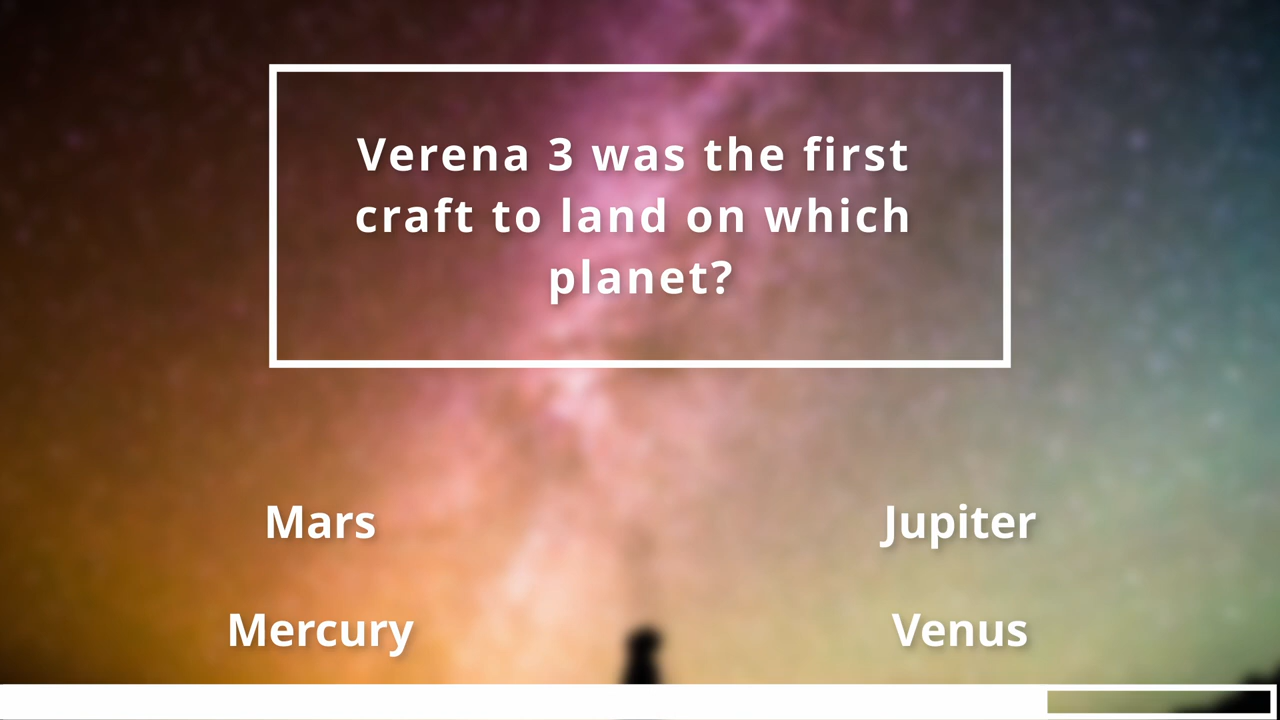 Verena 3 was the first
craft to land on which
planet?
Mars
Jupiter
Mercury
Venus